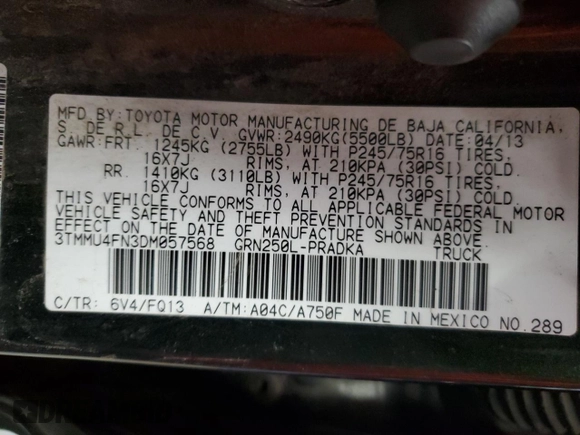 MFD.BY:TOYOTA MOTOR MANUFACTURING DE BAJA CALIFORNIA,
S. DE R.L. DE C.V. GVWR:2490KG(5500LB) DATE:04/13
GAWR:FRT. 1245KG (2755LB) WITH P245/75R16 TIRES,
16X7J RIMS, AT 210KPA (30PSI) COLD.
RR. 1410KG (3110LB) WITH P245/75R16 TIRES,
16X7J RIMS, AT 210KPA (30PSI) COLD.
THIS VEHICLE CONFORMS TO ALL APPLICABLE FEDERAL MOTOR
VEHICLE SAFETY AND THEFT PREVENTION STANDARDS IN
EFFECT ON THE DATE OF MANUFACTURE SHOWN ABOVE.
3TMMU4FN3DM057568 GRN250L-PRADKA TRUCK
C/TR: 6V4/FQ13 A/TM:A04C/A750F MADE IN MEXICO NO.289